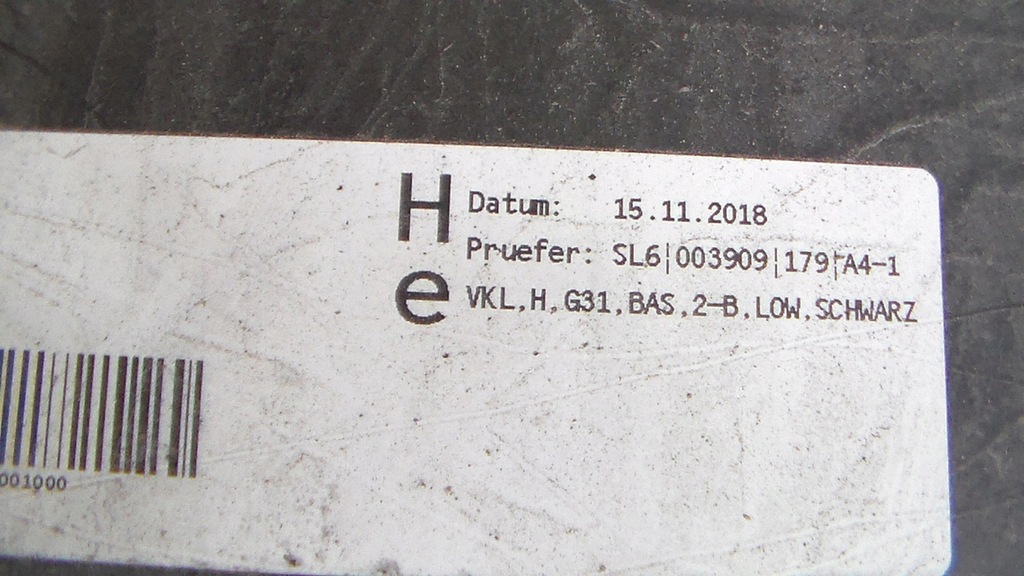 H Datum: 15.11.2018
Pruefer: SL6|003909|179|A4-1
e VKL,H,G31,BAS,2-B,LOW,SCHWARZ
001000